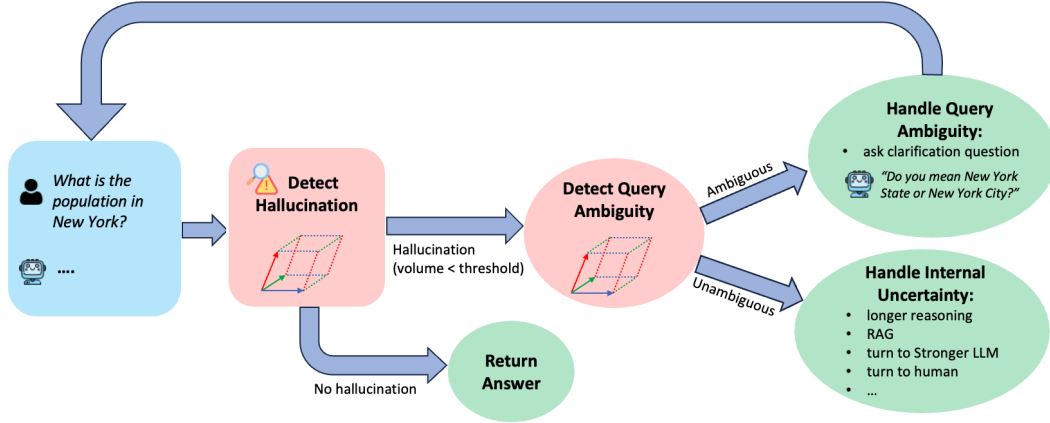 What is the
population in
New York?
....
Detect
Hallucination
Hallucination
(volume < threshold)
No hallucination
Return
Answer
Detect Query
Ambiguity
Ambiguous
Unambiguous
Handle Query
Ambiguity:
• ask clarification question
"Do you mean New York
State or New York City?"
Handle Internal
Uncertainty:
• longer reasoning
• RAG
• turn to Stronger LLM
• turn to human
• ...